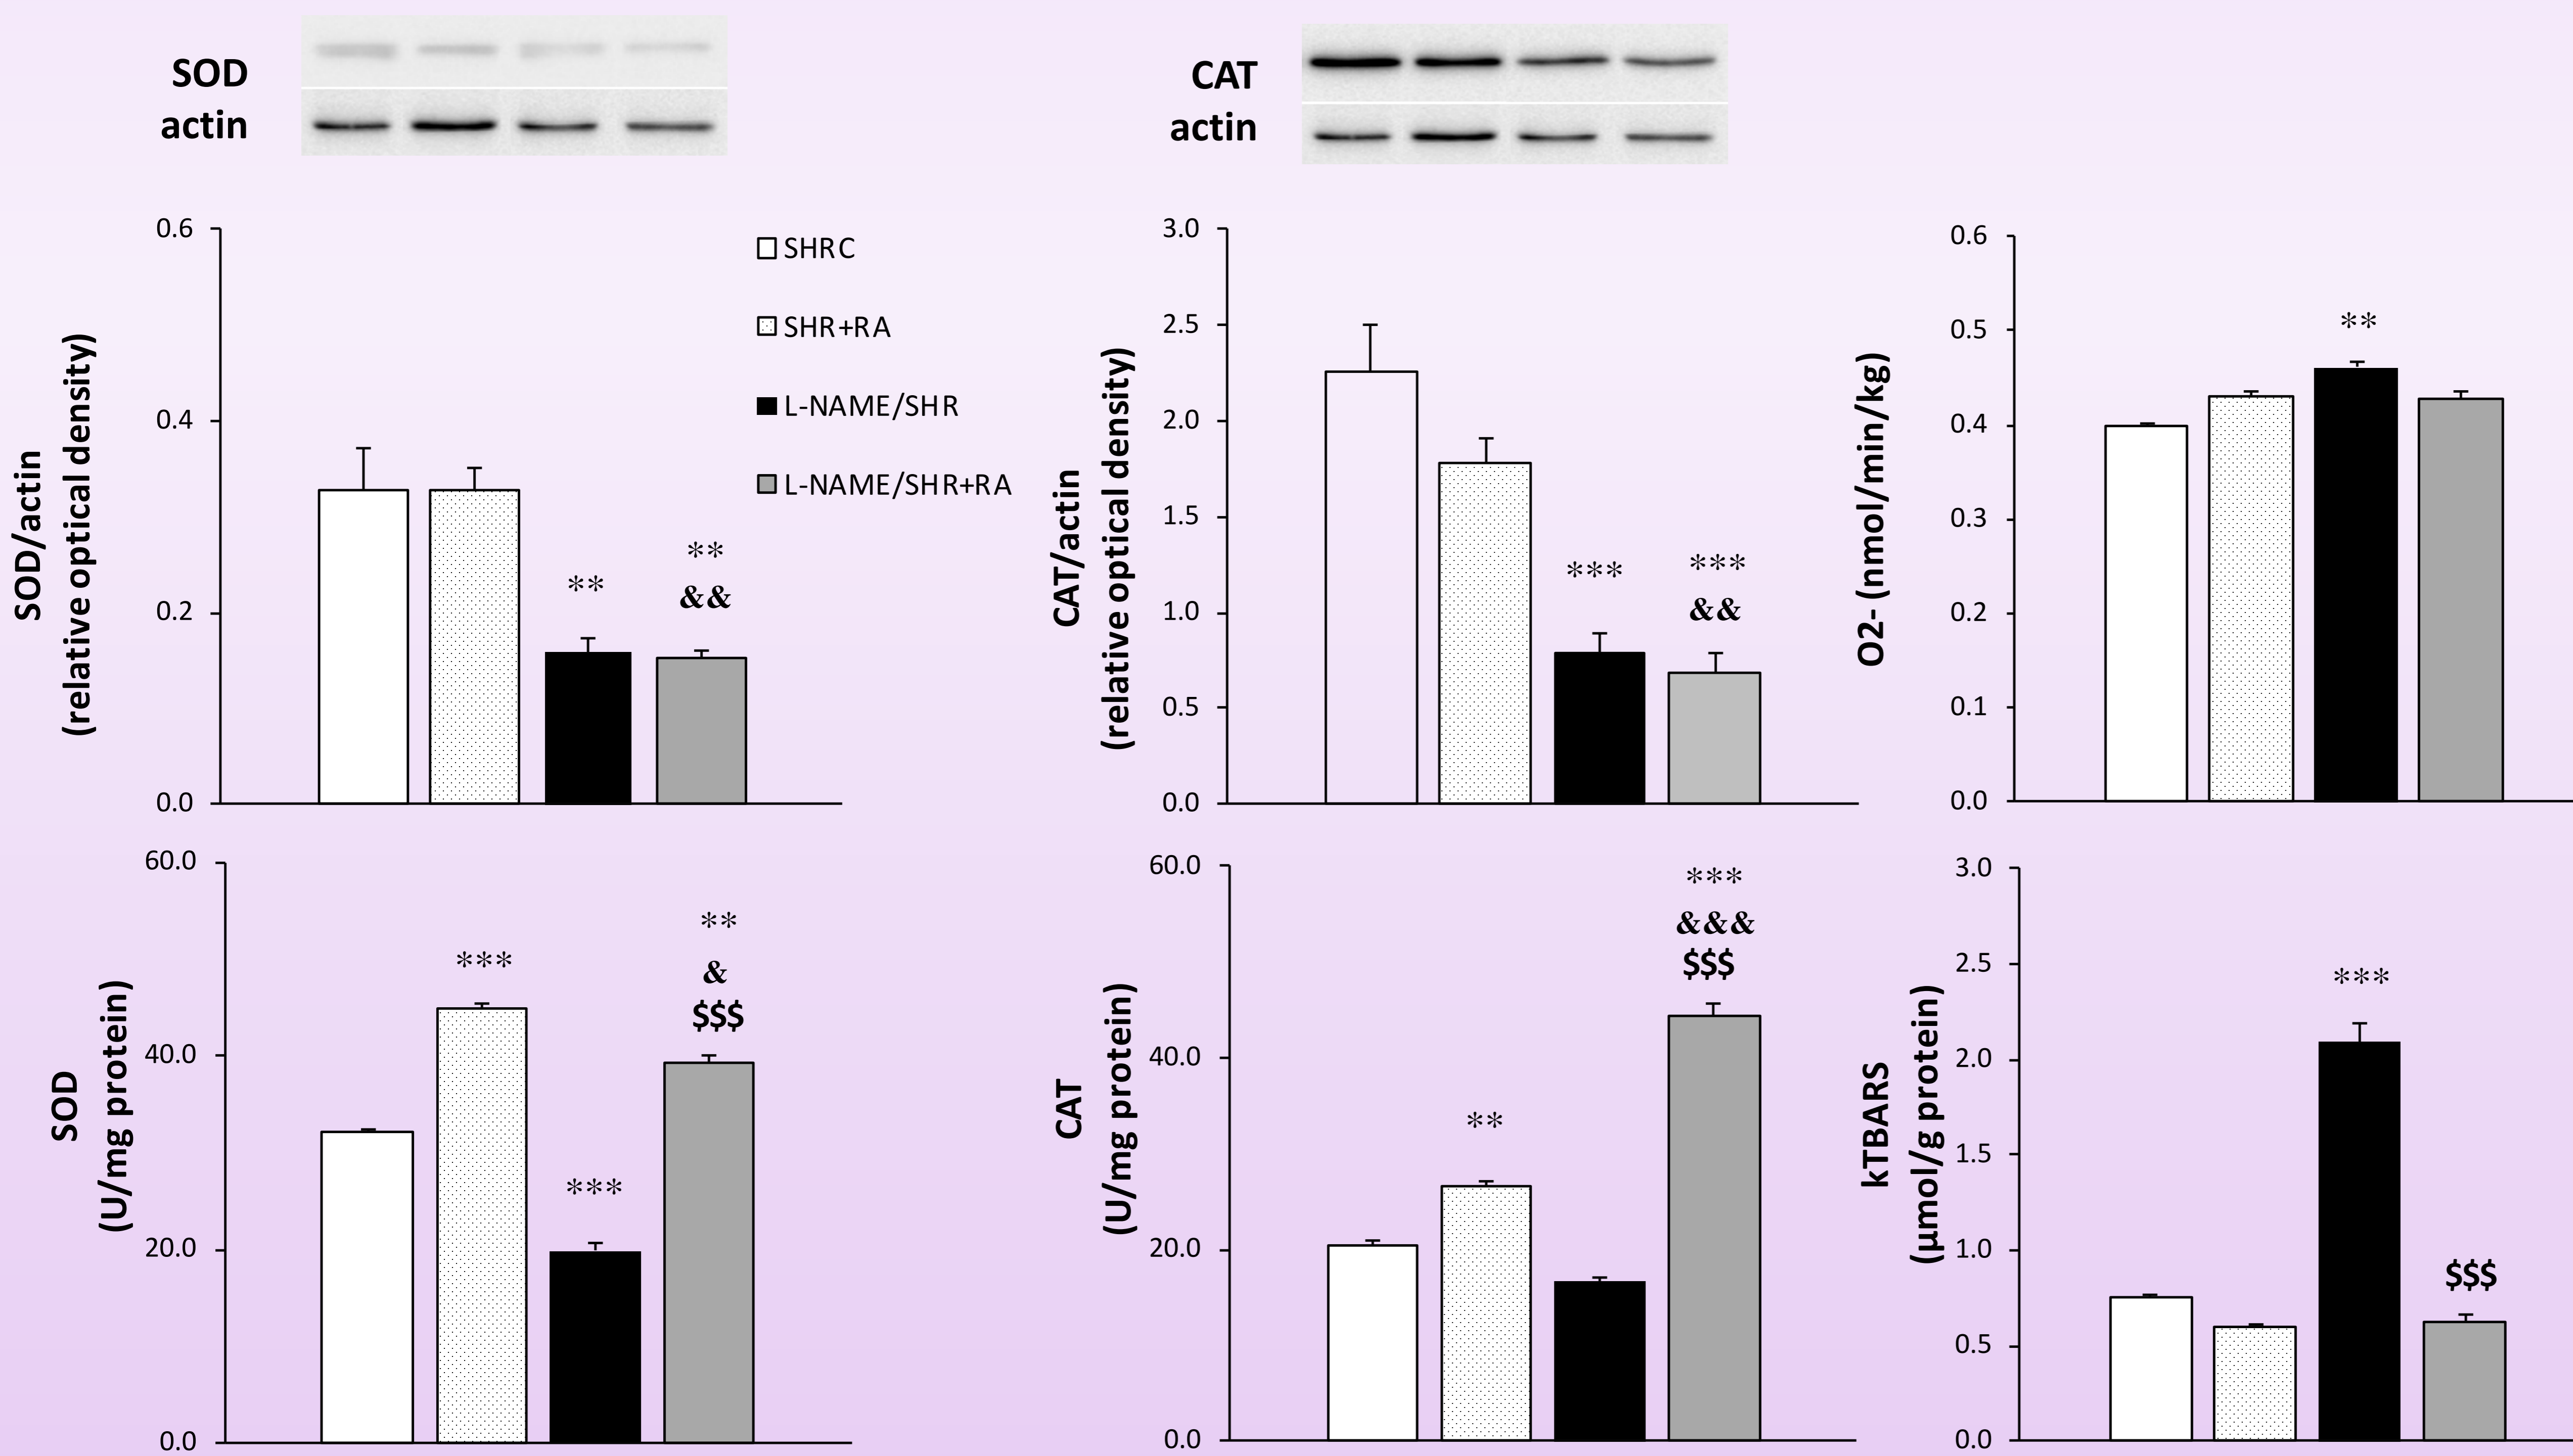 SOD
actin
CAT
actin
SOD/actin
(relative optical density)
0.6
0.4
0.2
0.0
**
**
&&
SHRC
SHR+RA
L-NAME/SHR
L-NAME/SHR+RA
CAT/actin
(relative optical density)
3.0
2.5
2.0
1.5
1.0
0.5
0.0
***
***
&&
O2- (nmol/min/kg)
0.6
0.5
0.4
0.3
0.2
0.1
0.0
**
SOD
(U/mg protein)
60.0
40.0
20.0
0.0
***
***
**
&
$$$
CAT
(U/mg protein)
60.0
40.0
20.0
0.0
**
***
&&&
$$$
kTBARS
(µmol/g protein)
3.0
2.5
2.0
1.5
1.0
0.5
0.0
***
$$$